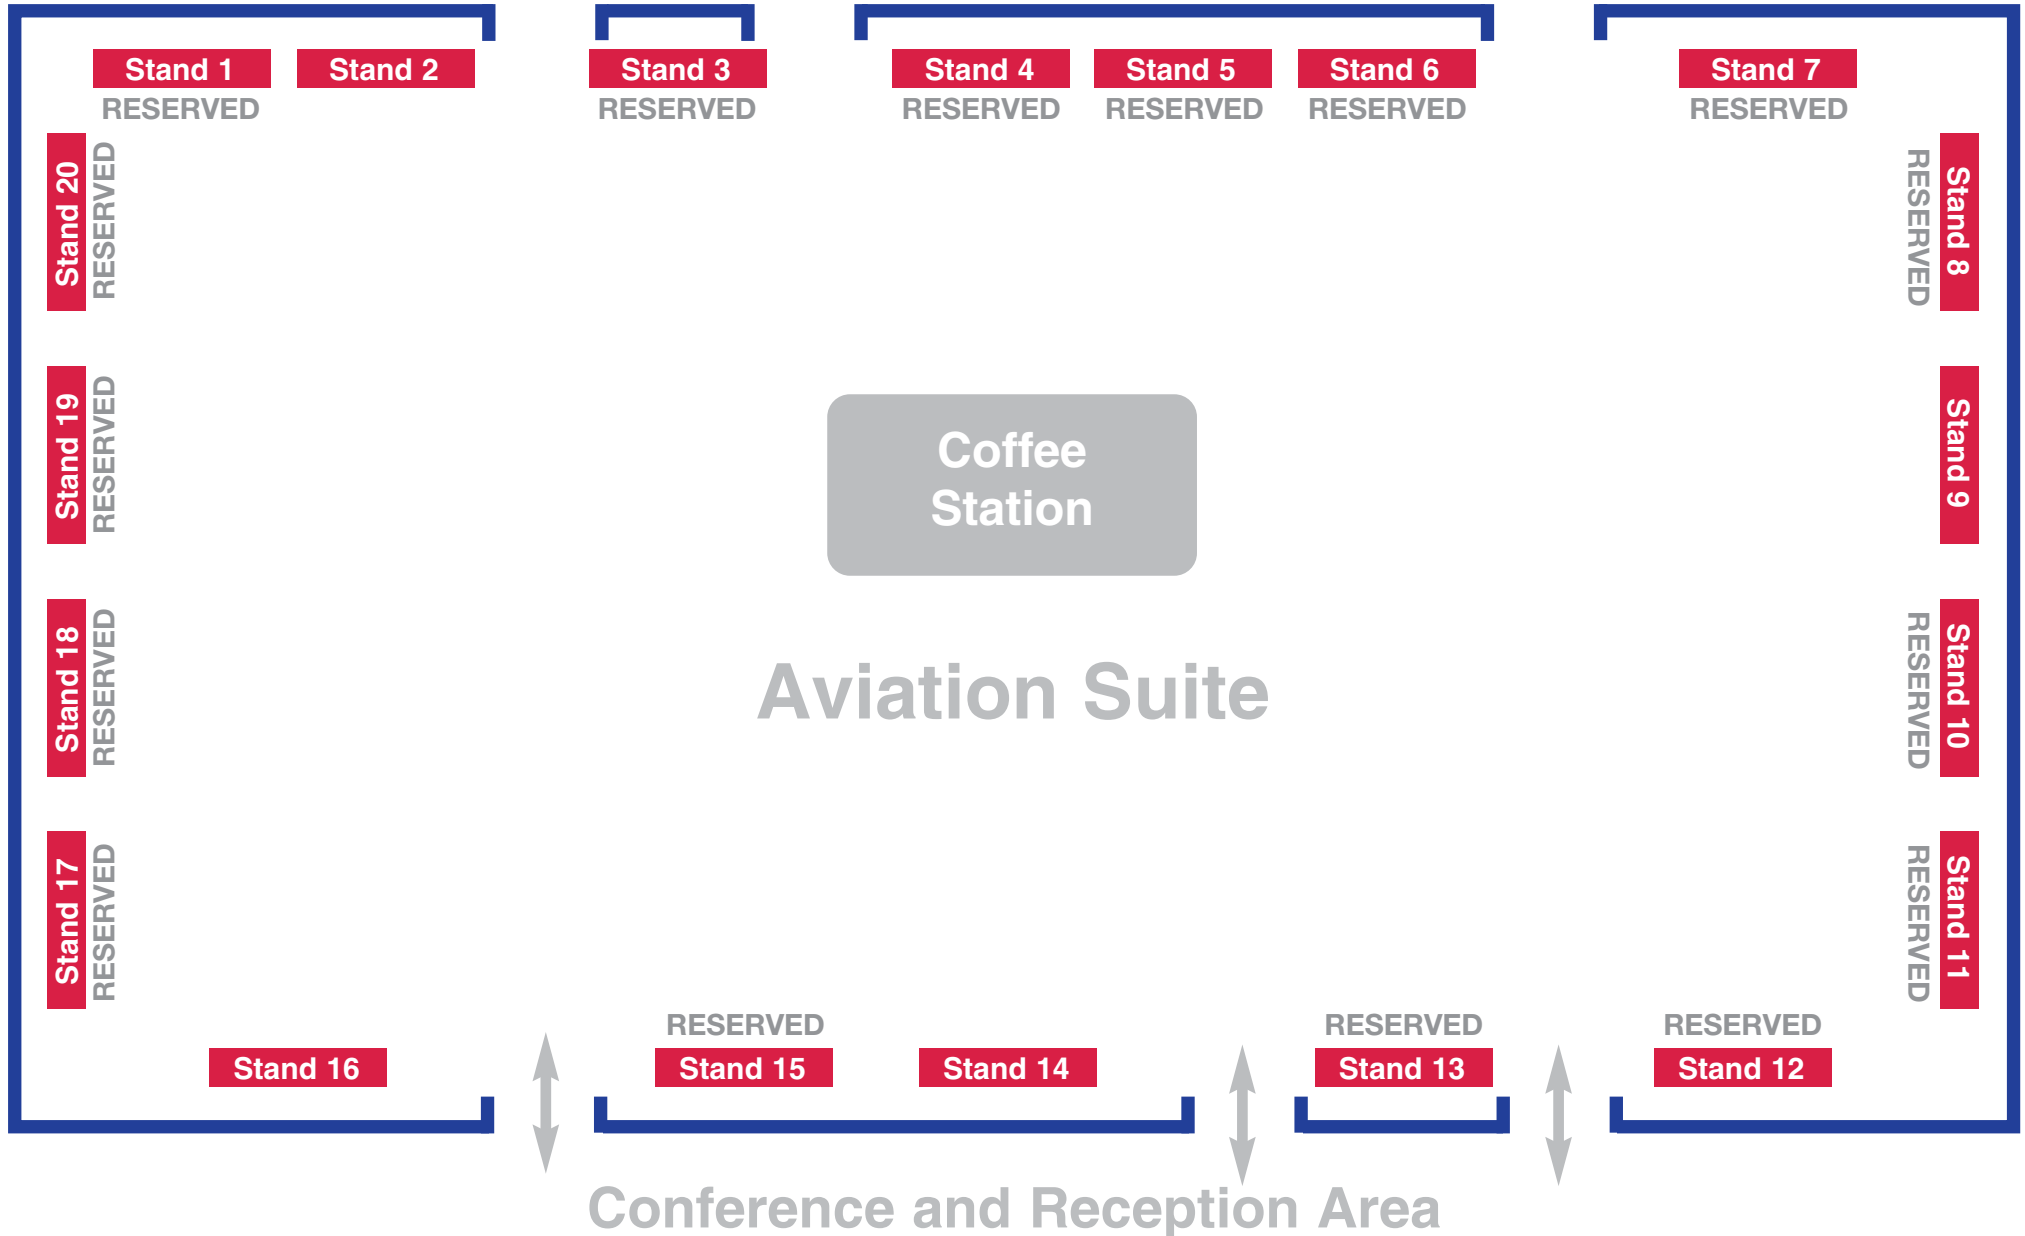 Stand 1
RESERVED
Stand 2
Stand 3
RESERVED
Stand 4
RESERVED
Stand 5
RESERVED
Stand 6
RESERVED
Stand 7
RESERVED
Stand 20
RESERVED
Stand 8
RESERVED
Stand 19
RESERVED
Coffee
Station
Stand 9
Stand 18
RESERVED
Aviation Suite
Stand 10
RESERVED
Stand 17
RESERVED
Stand 11
RESERVED
Stand 16
RESERVED
Stand 15
Stand 14
RESERVED
Stand 13
RESERVED
Stand 12
Conference and Reception Area